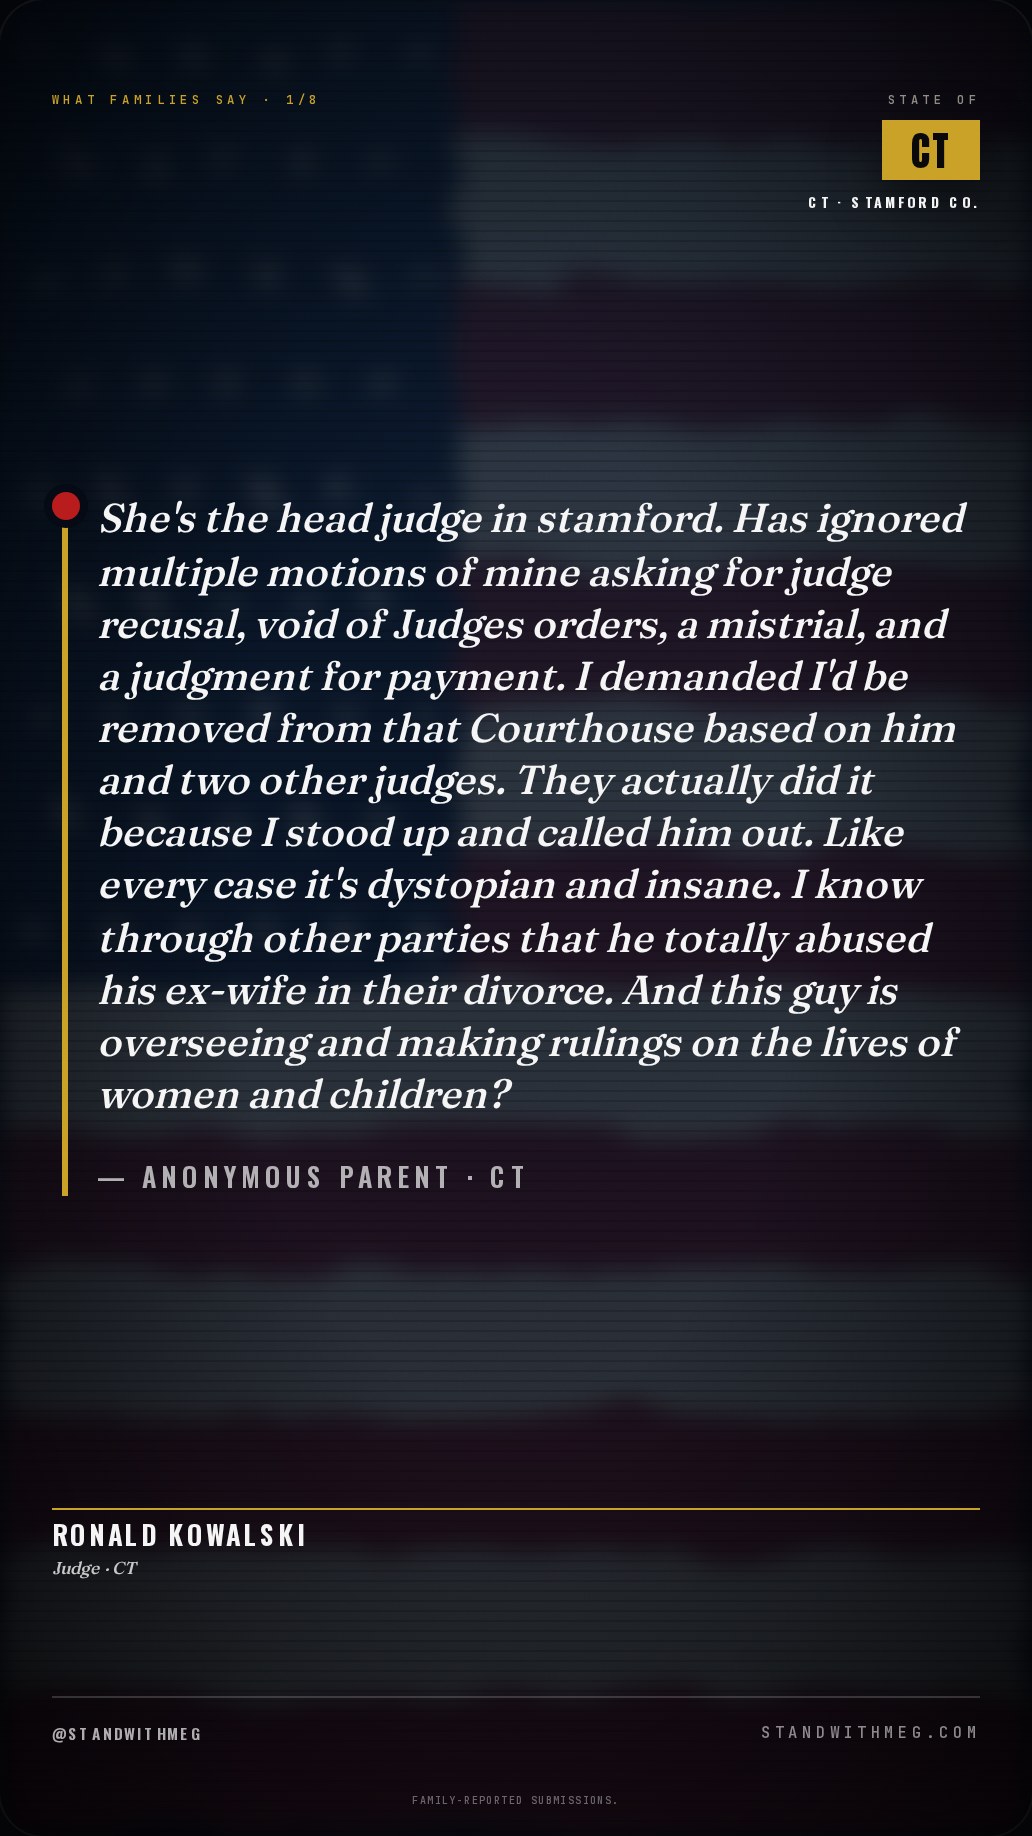 WHAT FAMILIES SAY · 1/8
STATE OF
CT
CT · STAMFORD CO.
She's the head judge in stamford. Has ignored
multiple motions of mine asking for judge
recusal, void of Judges orders, a mistrial, and
a judgment for payment. I demanded I'd be
removed from that Courthouse based on him
and two other judges. They actually did it
because I stood up and called him out. Like
every case it's dystopian and insane. I know
through other parties that he totally abused
his ex-wife in their divorce. And this guy is
overseeing and making rulings on the lives of
women and children?
— ANONYMOUS PARENT · CT
RONALD KOWALSKI
Judge · CT
@STANDWITHMEG
STANDWITHMEG.COM
FAMILY-REPORTED SUBMISSIONS.